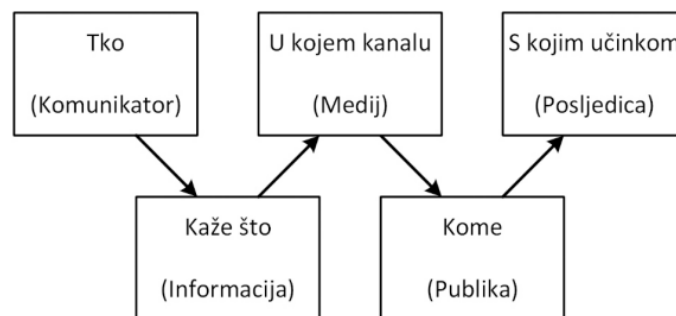 Tko
(Komunikator)
Kaže što
(Informacija)
U kojem kanalu
(Medij)
Kome
(Publika)
S kojim učinkom
(Posljedica)